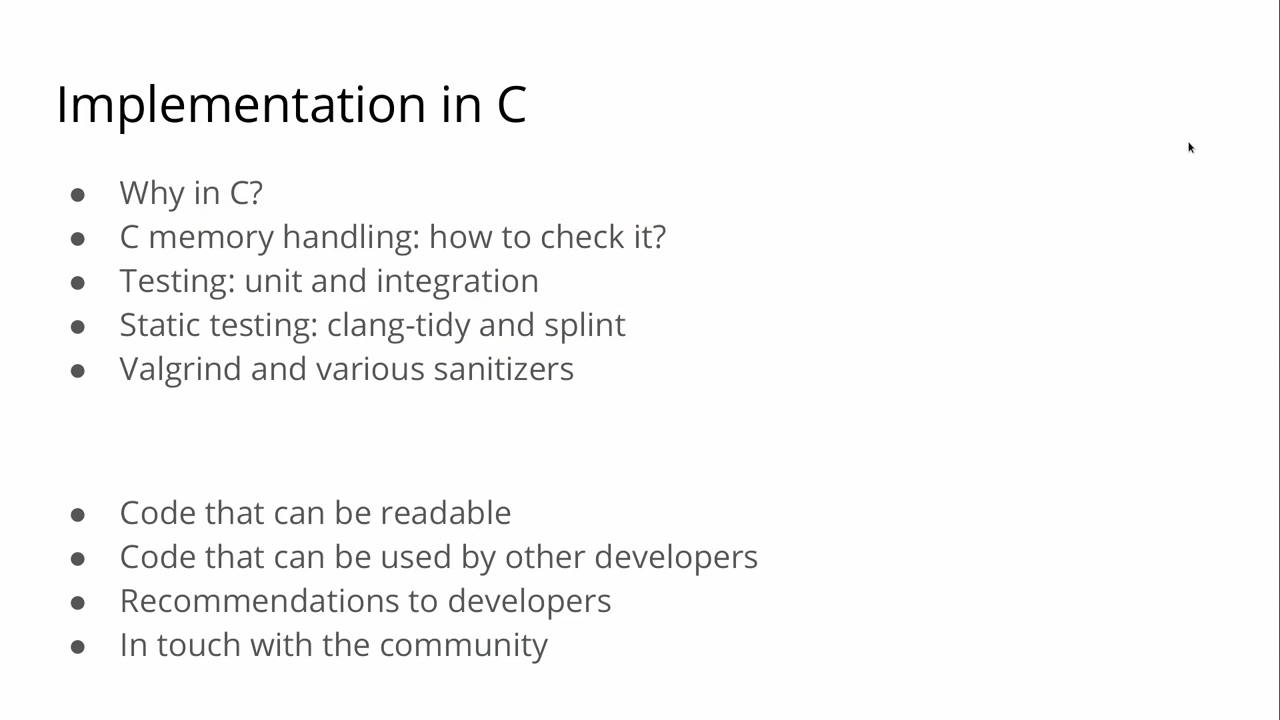 Implementation in C
● Why in C?
● C memory handling: how to check it?
● Testing: unit and integration
● Static testing: clang-tidy and splint
● Valgrind and various sanitizers
● Code that can be readable
● Code that can be used by other developers
● Recommendations to developers
● In touch with the community